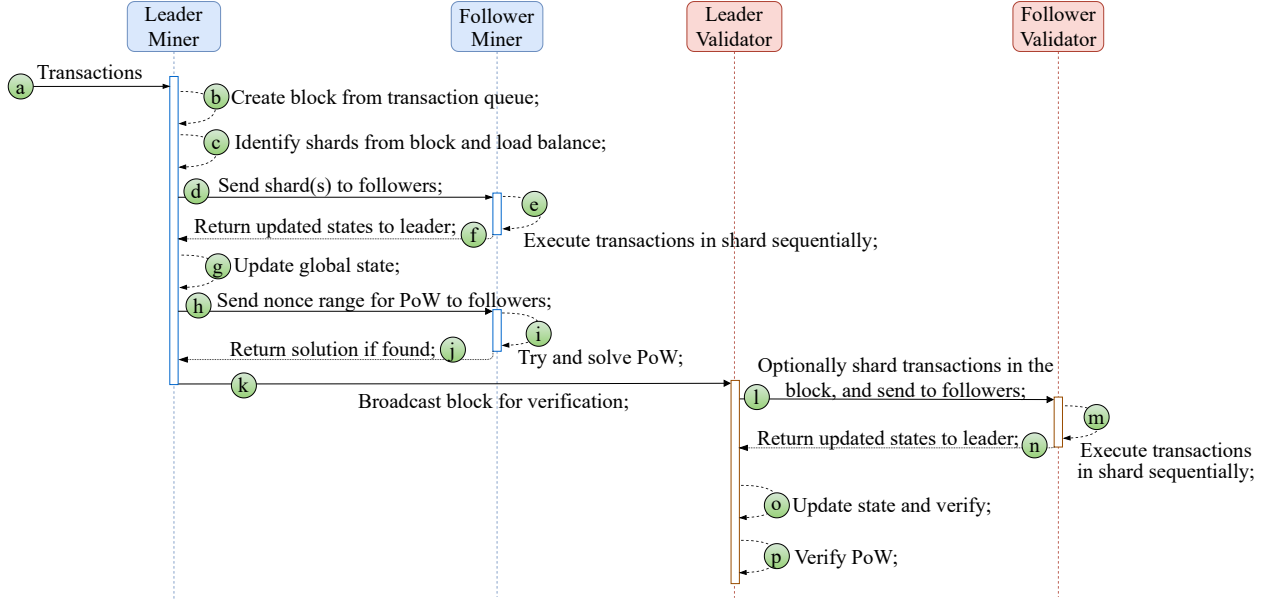 Leader
Miner
Follower
Miner
Leader
Validator
Follower
Validator
a
Transactions
b
Create block from transaction queue;
c
Identify shards from block and load balance;
d
Send shard(s) to followers;
e
Execute transactions in shard sequentially;
f
Return updated states to leader;
g
Update global state;
h
Send nonce range for PoW to followers;
i
Try and solve PoW;
j
Return solution if found;
k
Broadcast block for verification;
l
Optionally shard transactions in the
block, and send to followers;
m
Execute transactions
in shard sequentially;
n
Return updated states to leader;
o
Update state and verify;
p
Verify PoW;